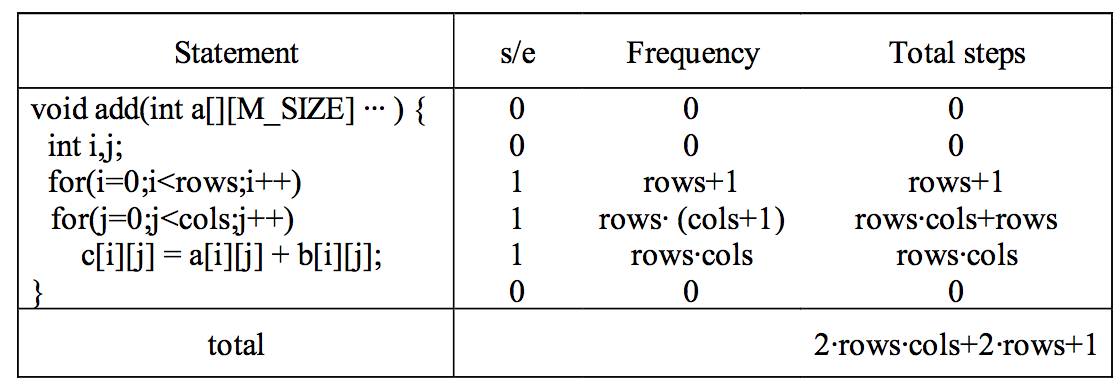 Statement s/e Frequency Total steps
void add(int a[][M_SIZE] ··· ) { 0 0 0
int i,j; 0 0 0
for(i=0;i<rows;i++) 1 rows+1 rows+1
for(j=0;j<cols;j++) 1 rows· (cols+1) rows·cols+rows
c[i][j] = a[i][j] + b[i][j]; 1 rows·cols rows·cols
} 0 0 0
total 2·rows·cols+2·rows+1